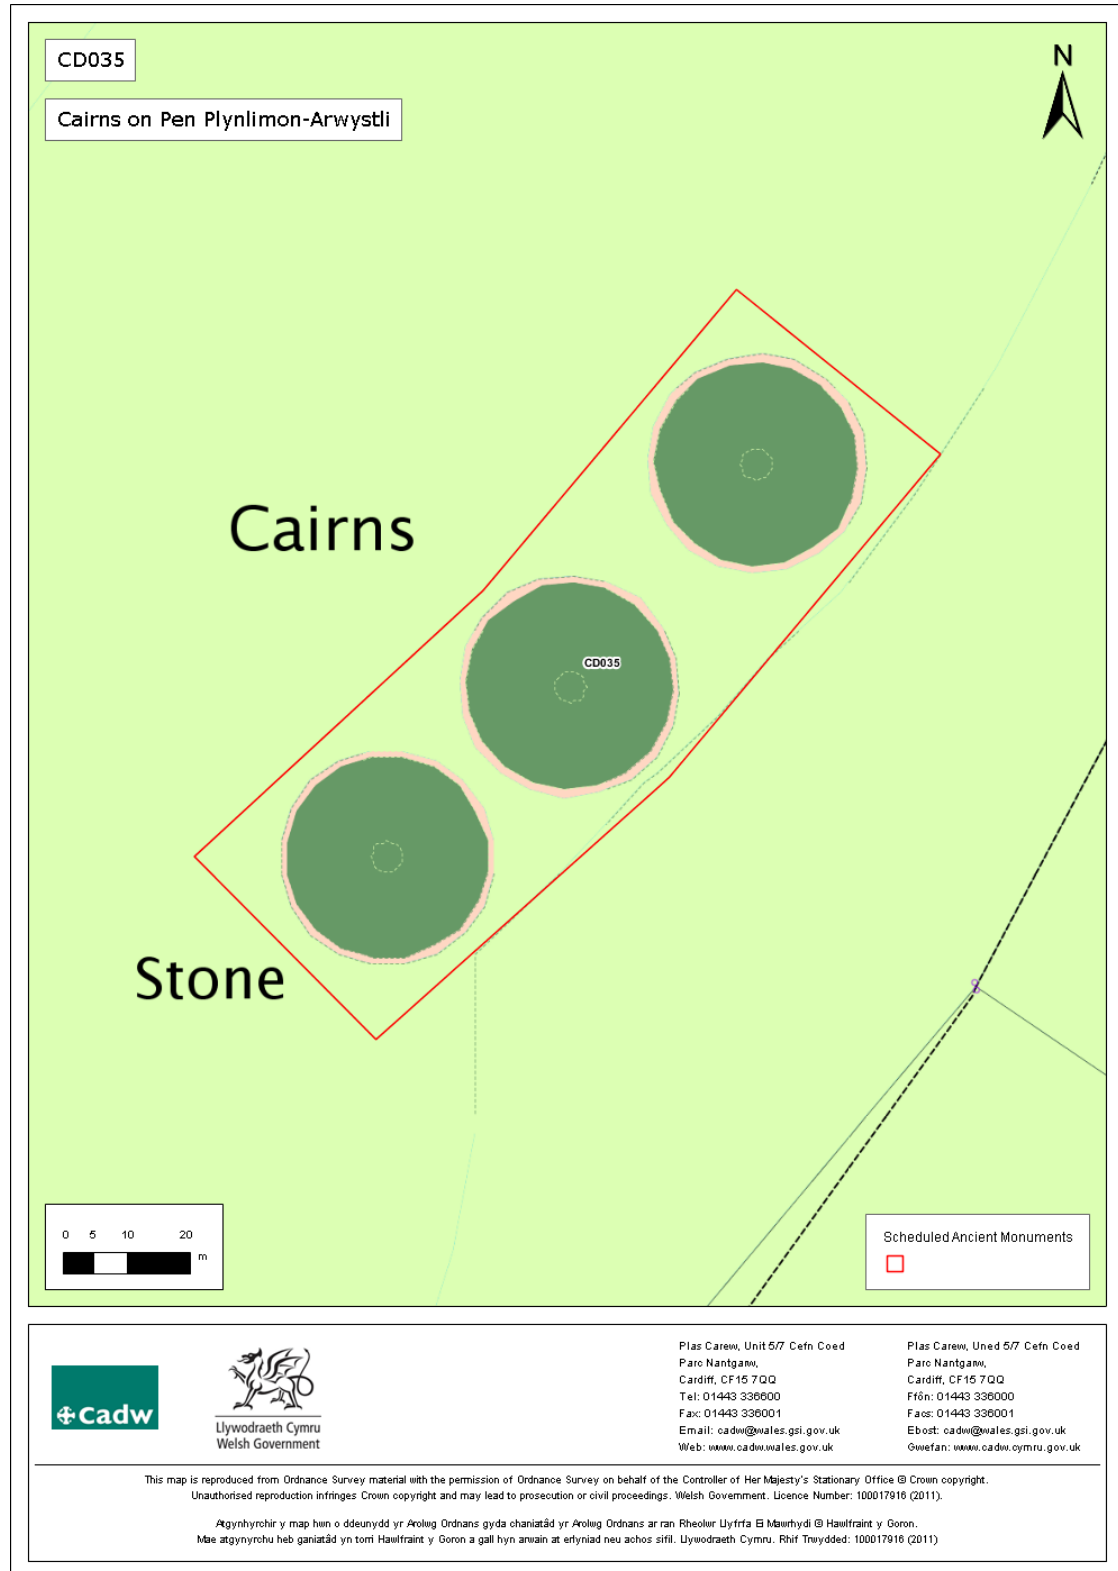 CD035
Cairns on Pen Plynlimon-Arwystli
N
Cairns
CD035
Stone
0 5 10 20
m
Scheduled Ancient Monuments
Cadw
Llywodraeth Cymru
Welsh Government
Plas Carew, Unit 5/7 Cefn Coed
Parc Nantgarw,
Cardiff, CF15 7QQ
Tel: 01443 336000
Fax: 01443 336001
Email: cadw@wales.gsi.gov.uk
Web: www.cadw.wales.gov.uk
Plas Carew, Uned 5/7 Cefn Coed
Parc Nantgarw,
Cardiff, CF15 7QQ
Ffôn: 01443 336000
Facs: 01443 336001
Ebost: cadw@wales.gsi.gov.uk
Gwefan: www.cadw.cymru.gov.uk
This map is reproduced from Ordnance Survey material with the permission of Ordnance Survey on behalf of the Controller of Her Majesty's Stationary Office © Crown copyright.
Unauthorised reproduction infringes Crown copyright and may lead to prosecution or civil proceedings. Welsh Government. Licence Number: 100017916 (2011).
Atgynhyrchir y map hwn o ddeunydd yr Arolwg Ordnans gyda chaniatâd yr Arolwg Ordnans ar ran Rheolwr Llyfrfa Ei Mawrhydi © Hawlfraint y Goron.
Mae atgynyrchu heb ganiatâd yn torri Hawlfraint y Goron a gall hyn arwain at erlyniad neu achos sifil. Llywodraeth Cymru. Rhif Trwydded: 100017916 (2011)